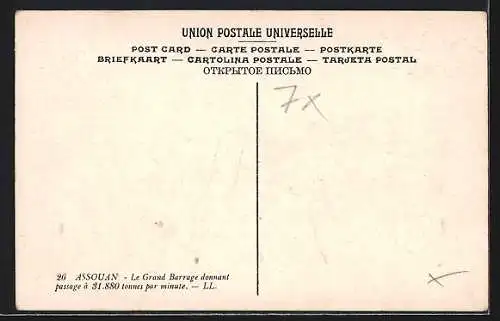 UNION POSTALE UNIVERSELLE
POST CARD — CARTE POSTALE — POSTKARTE
BRIEFKAART — CARTOLINA POSTALE — TARJETA POSTAL
ОТКРЫТОЕ ПИСЬМО
7x
26 ASSOUAN - Le Grand Barrage donnant
passage à 31.880 tonnes par minute. — LL.